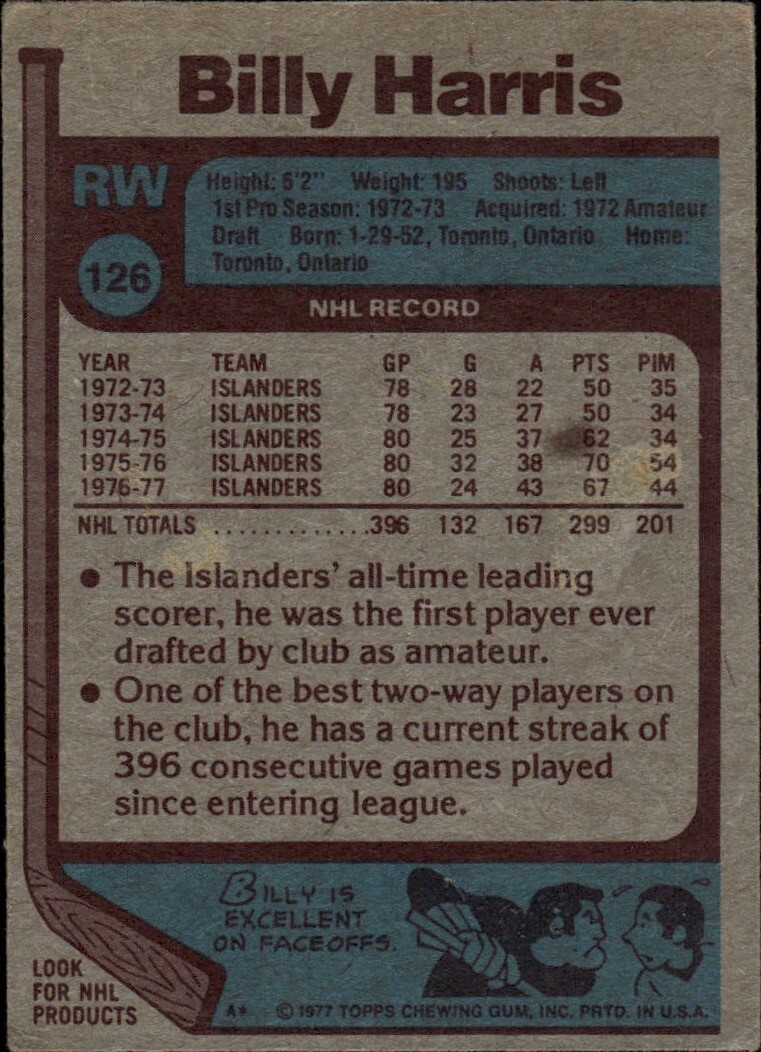 Billy Harris
RW
126
Height: 6'2" Weight: 195 Shoots: Left
1st Pro Season: 1972-73 Acquired: 1972 Amateur
Draft Born: 1-29-52, Toronto, Ontario Home:
Toronto, Ontario
NHL RECORD
YEAR TEAM GP G A PTS PIM
1972-73 ISLANDERS 78 28 22 50 35
1973-74 ISLANDERS 78 23 27 50 34
1974-75 ISLANDERS 80 25 37 62 34
1975-76 ISLANDERS 80 32 38 70 54
1976-77 ISLANDERS 80 24 43 67 44
NHL TOTALS ..............396 132 167 299 201
● The Islanders' all-time leading
scorer, he was the first player ever
drafted by club as amateur.
● One of the best two-way players on
the club, he has a current streak of
396 consecutive games played
since entering league.
BILLY IS
EXCELLENT
ON FACEOFFS.
LOOK
FOR NHL
PRODUCTS
A* © 1977 TOPPS CHEWING GUM, INC. PRTD. IN U.S.A.